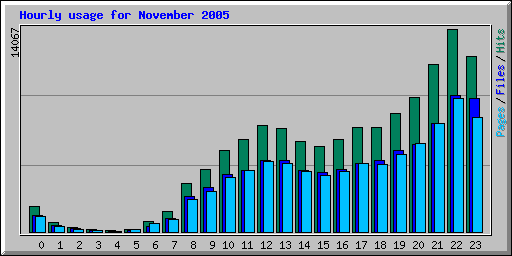 Hourly usage for November 2005
14067
Pages/Files/Hits
0 1 2 3 4 5 6 7 8 9 10 11 12 13 14 15 16 17 18 19 20 21 22 23